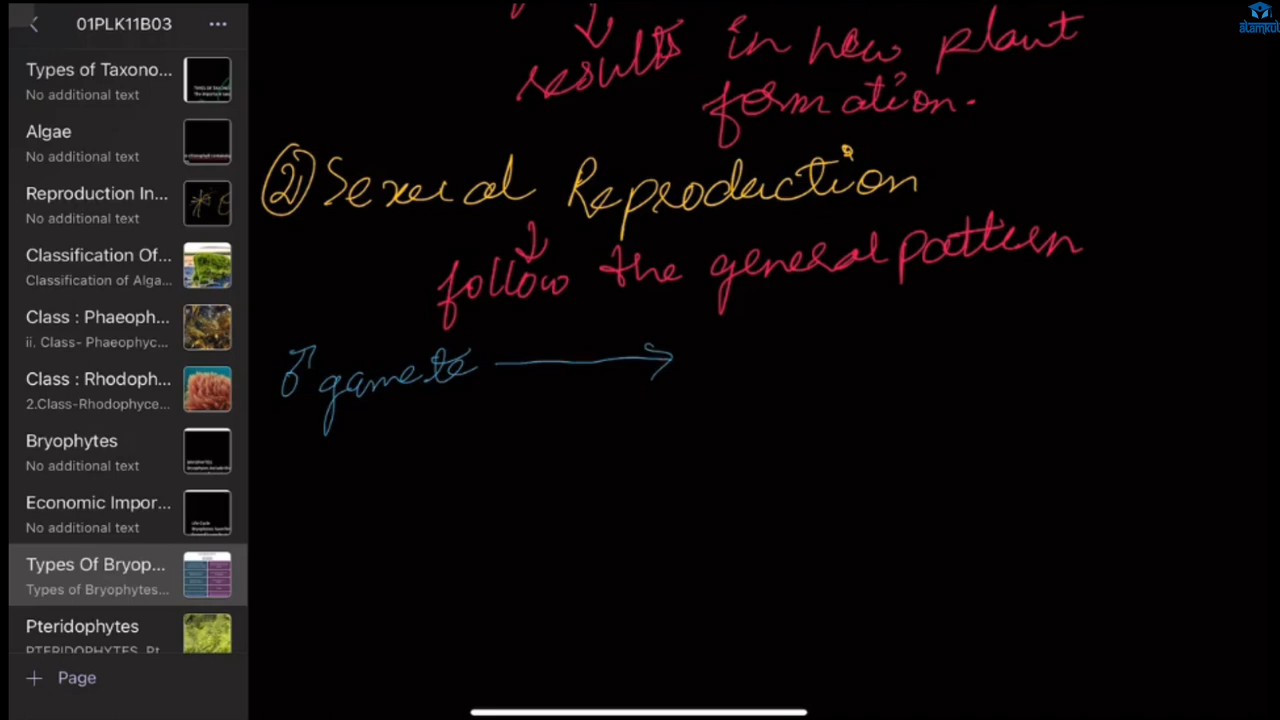 01PLK11B03
Types of Taxono...
No additional text
Algae
No additional text
Reproduction In...
No additional text
Classification Of...
Classification of Alga...
Class : Phaeoph...
ii. Class- Phaeophyc...
Class : Rhodoph...
2.Class-Rhodophyce...
Bryophytes
No additional text
Economic Impor...
No additional text
Types Of Bryop...
Types of Bryophytes...
Pteridophytes
PTERIDOPHYTES Pt
+ Page
results in new plant
formation.
② Sexual Reproduction
↓
follow the general pattern
♂ gamete →
alamkul